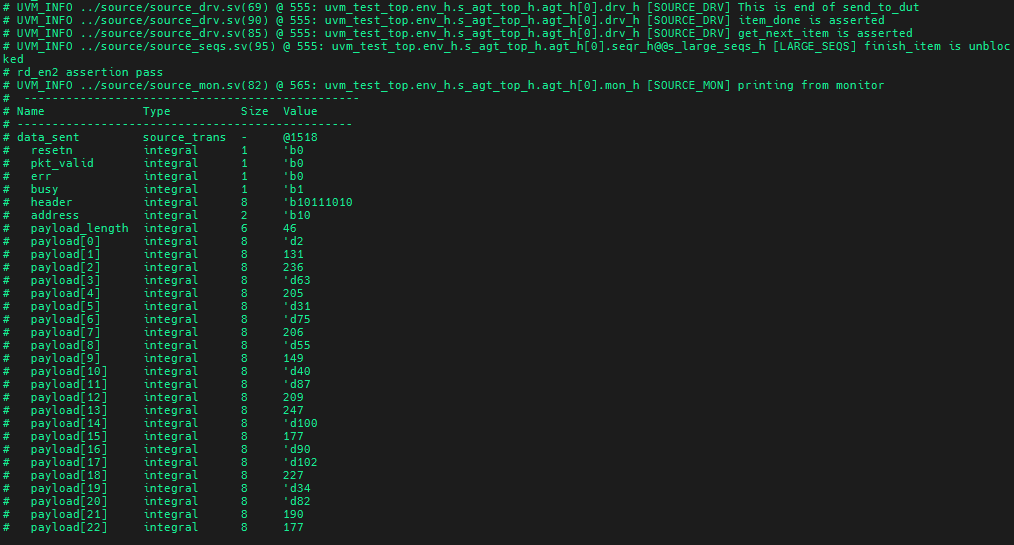 # UVM_INFO ../source/source_drv.sv(69) @ 555: uvm_test_top.env_h.s_agt_top_h.agt_h[0].drv_h [SOURCE_DRV] This is end of send_to_dut
# UVM_INFO ../source/source_drv.sv(90) @ 555: uvm_test_top.env_h.s_agt_top_h.agt_h[0].drv_h [SOURCE_DRV] item_done is asserted
# UVM_INFO ../source/source_drv.sv(85) @ 555: uvm_test_top.env_h.s_agt_top_h.agt_h[0].drv_h [SOURCE_DRV] get_next_item is asserted
# UVM_INFO ../source/source_seqs.sv(95) @ 555: uvm_test_top.env_h.s_agt_top_h.agt_h[0].seqr_h@@s_large_seqs_h [LARGE_SEQS] finish_item is unbloc
ked
# rd_en2 assertion pass
# UVM_INFO ../source/source_mon.sv(82) @ 565: uvm_test_top.env_h.s_agt_top_h.agt_h[0].mon_h [SOURCE_MON] printing from monitor
#  ------------------------------------------------
# Name              Type          Size  Value
# ------------------------------------------------
# data_sent         source_trans  -     @1518
#   resetn          integral      1     'b0
#   pkt_valid       integral      1     'b0
#   err             integral      1     'b0
#   busy            integral      1     'b1
#   header          integral      8     'b10111010
#   address         integral      2     'b10
#   payload_length  integral      6     46
#   payload[0]      integral      8     'd2
#   payload[1]      integral      8     131
#   payload[2]      integral      8     236
#   payload[3]      integral      8     'd63
#   payload[4]      integral      8     205
#   payload[5]      integral      8     'd31
#   payload[6]      integral      8     'd75
#   payload[7]      integral      8     206
#   payload[8]      integral      8     'd55
#   payload[9]      integral      8     149
#   payload[10]     integral      8     'd40
#   payload[11]     integral      8     'd87
#   payload[12]     integral      8     209
#   payload[13]     integral      8     247
#   payload[14]     integral      8     'd100
#   payload[15]     integral      8     177
#   payload[16]     integral      8     'd90
#   payload[17]     integral      8     'd102
#   payload[18]     integral      8     227
#   payload[19]     integral      8     'd34
#   payload[20]     integral      8     'd82
#   payload[21]     integral      8     190
#   payload[22]     integral      8     177